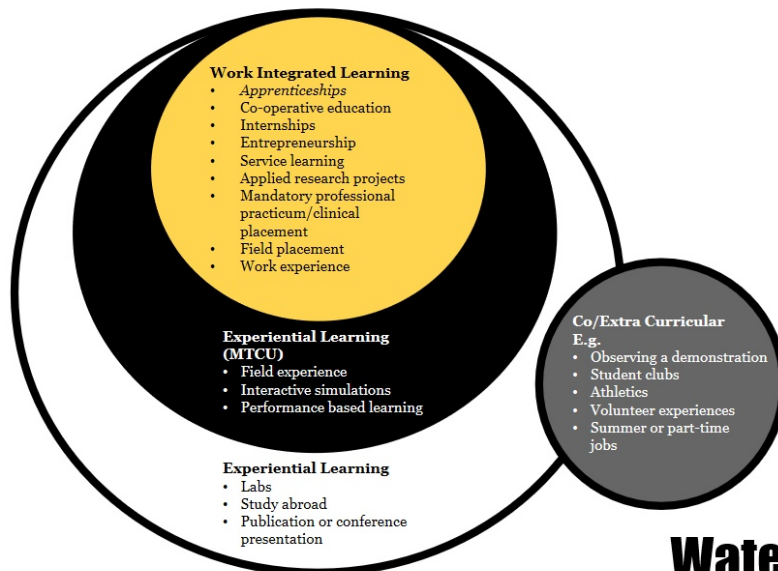 Work Integrated Learning
• Apprenticeships
• Co-operative education
• Internships
• Entrepreneurship
• Service learning
• Applied research projects
• Mandatory professional
practicum/clinical
placement
• Field placement
• Work experience
Experiential Learning
(MTCU)
• Field experience
• Interactive simulations
• Performance based learning
Experiential Learning
• Labs
• Study abroad
• Publication or conference
presentation
Co/Extra Curricular
E.g.
• Observing a demonstration
• Student clubs
• Athletics
• Volunteer experiences
• Summer or part-time
jobs
Wate